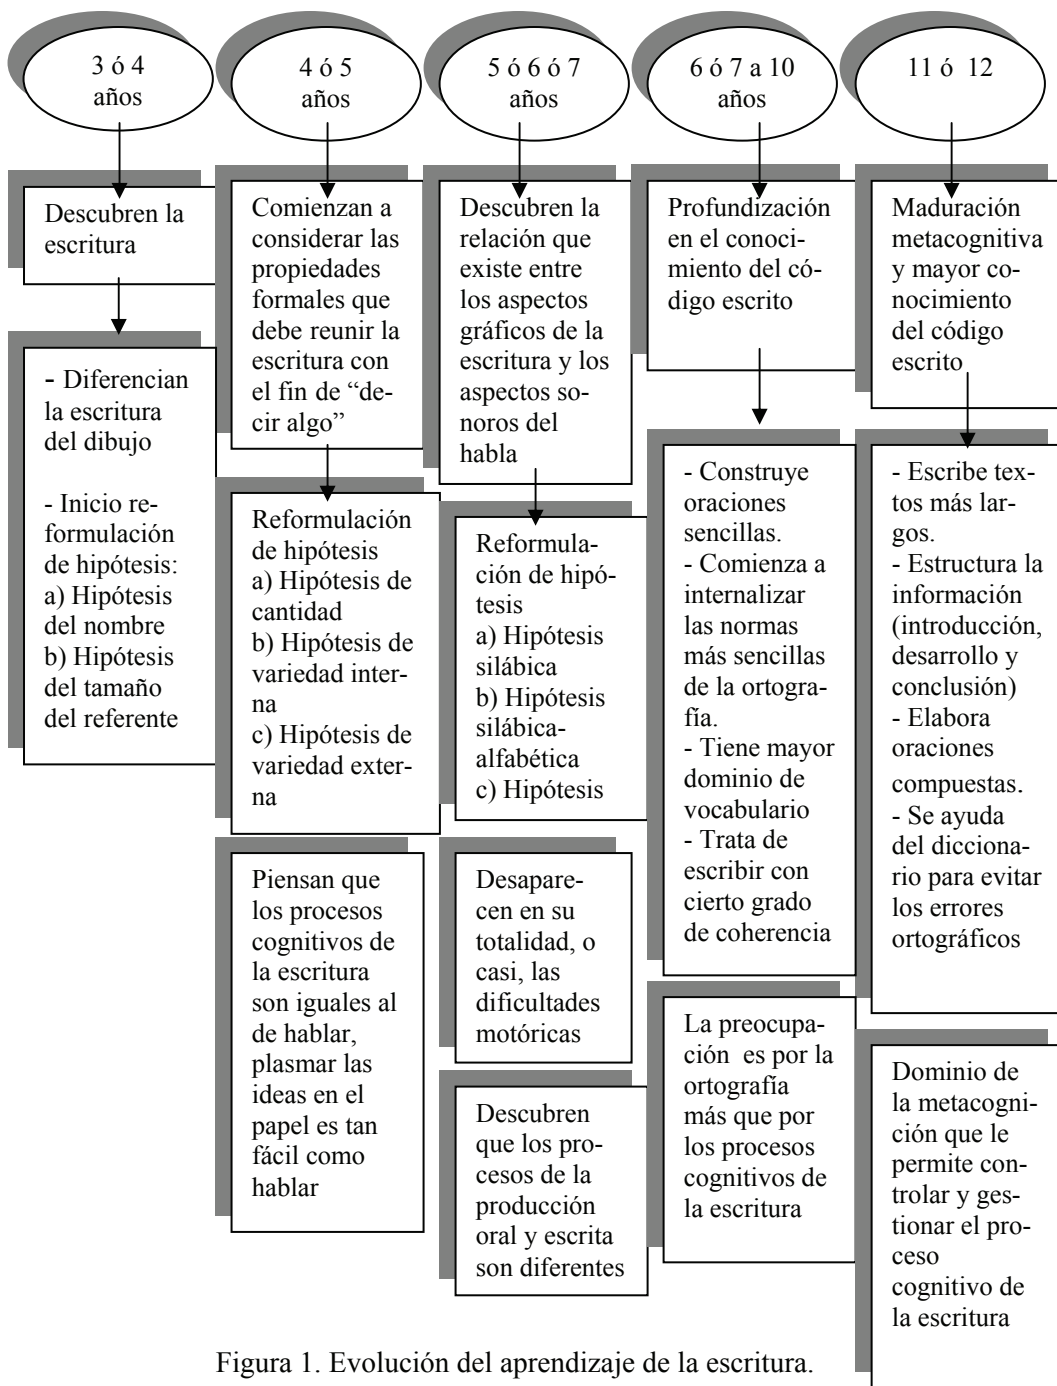 3 ó 4
años
Descubren la
escritura
- Diferencian
la escritura
del dibujo
- Inicio re-
formulación
de hipótesis:
a) Hipótesis
del nombre
b) Hipótesis
del tamaño
del referente
4 ó 5
años
Comienzan a
considerar las
propiedades
formales que
debe reunir la
escritura con
el fin de “de-
cir algo”
Reformulación
de hipótesis
a) Hipótesis de
cantidad
b) Hipótesis de
variedad inter-
na
c) Hipótesis de
variedad exter-
na
Piensan que
los procesos
cognitivos de
la escritura
son iguales al
de hablar,
plasmar las
ideas en el
papel es tan
fácil como
hablar
5 ó 6 ó 7
años
Descubren la
relación que
existe entre
los aspectos
gráficos de la
escritura y los
aspectos so-
noros del
habla
Reformula-
ción de hipó-
tesis
a) Hipótesis
silábica
b) Hipótesis
silábica-
alfabética
c) Hipótesis
Desapare-
cen en su
totalidad, o
casi, las
dificultades
motóricas
Descubren
que los pro-
cesos de la
producción
oral y escrita
son diferentes
6 ó 7 a 10
años
Profundización
en el conoci-
miento del có-
digo escrito
- Construye
oraciones
sencillas.
- Comienza a
internalizar
las normas
más sencillas
de la ortogra-
fía.
- Tiene mayor
dominio de
vocabulario
- Trata de
escribir con
cierto grado
de coherencia
La preocupa-
ción es por la
ortografía
más que por
los procesos
cognitivos de
la escritura
11 ó 12
Maduración
metacognitiva
y mayor co-
nocimiento
del código
escrito
- Escribe tex-
tos más lar-
gos.
- Estructura la
información
(introducción,
desarrollo y
conclusión)
- Elabora
oraciones
compuestas.
- Se ayuda
del dicciona-
rio para evitar
los errores
ortográficos
Dominio de
la metacogni-
ción que le
permite con-
trolar y ges-
tionar el pro-
ceso
cognitivo de
la escritura
Figura 1. Evolución del aprendizaje de la escritura.